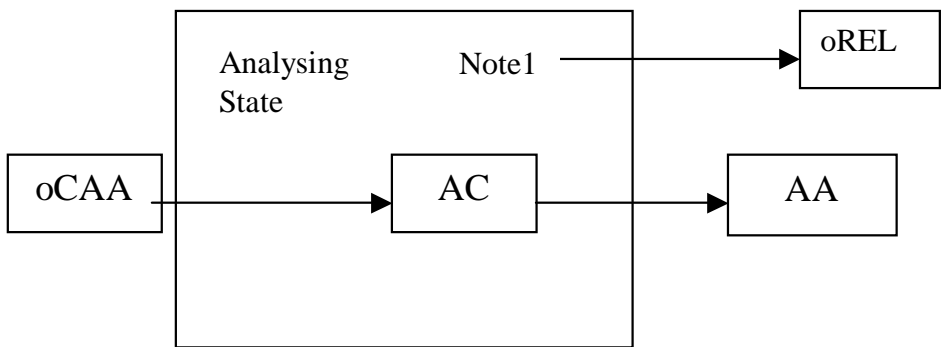 Analysing
State
Note1
oREL
oCAA
AC
AA